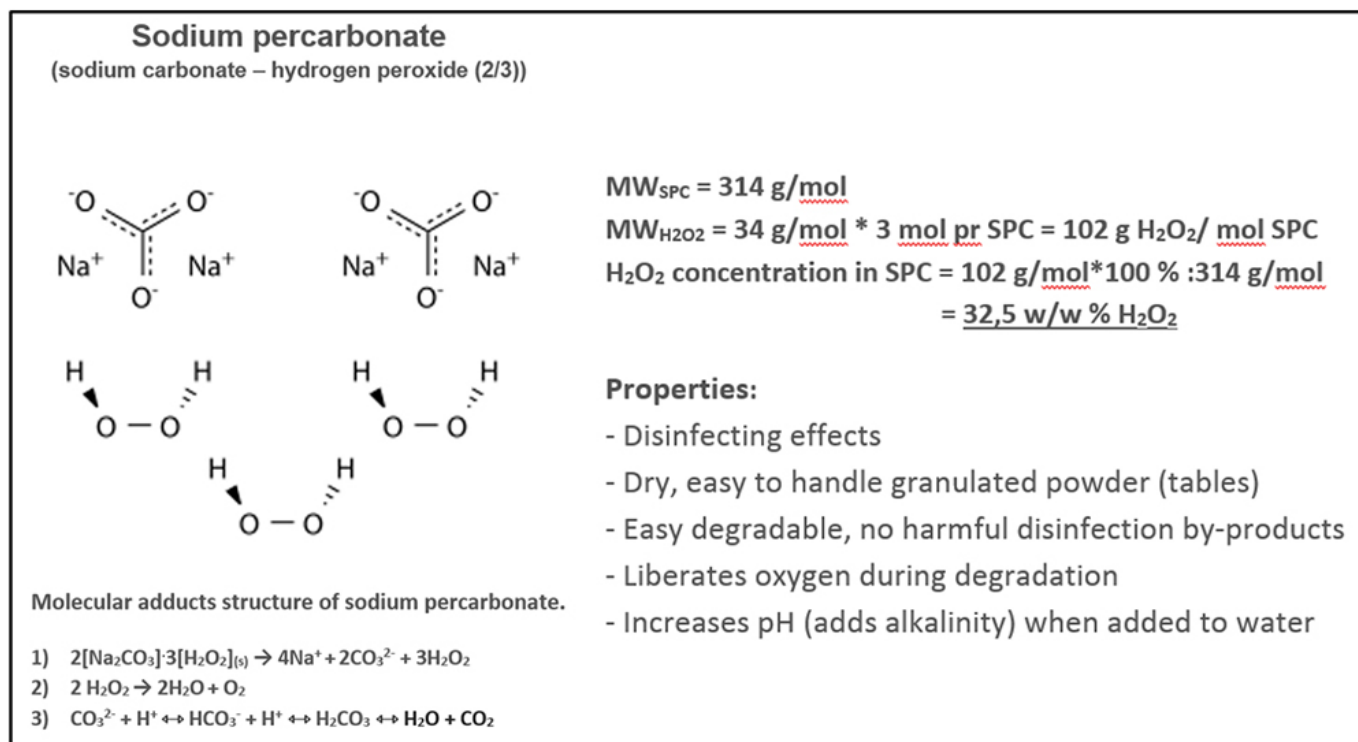 Sodium percarbonate
(sodium carbonate – hydrogen peroxide (2/3))
⁻O O⁻ ⁻O O⁻
Na⁺ Na⁺ Na⁺ Na⁺
O⁻ O⁻
H H H H
O – O O – O
H H
O – O
Molecular adducts structure of sodium percarbonate.
1) 2[Na₂CO₃]·3[H₂O₂]₍s₎ → 4Na⁺ + 2CO₃²⁻ + 3H₂O₂
2) 2 H₂O₂ → 2H₂O + O₂
3) CO₃²⁻ + H⁺ ↔ HCO₃⁻ + H⁺ ↔ H₂CO₃ ↔ H₂O + CO₂
MWSPC = 314 g/mol
MWH2O2 = 34 g/mol * 3 mol pr SPC = 102 g H₂O₂/ mol SPC
H₂O₂ concentration in SPC = 102 g/mol*100 % :314 g/mol
= 32,5 w/w % H₂O₂
Properties:
- Disinfecting effects
- Dry, easy to handle granulated powder (tables)
- Easy degradable, no harmful disinfection by-products
- Liberates oxygen during degradation
- Increases pH (adds alkalinity) when added to water